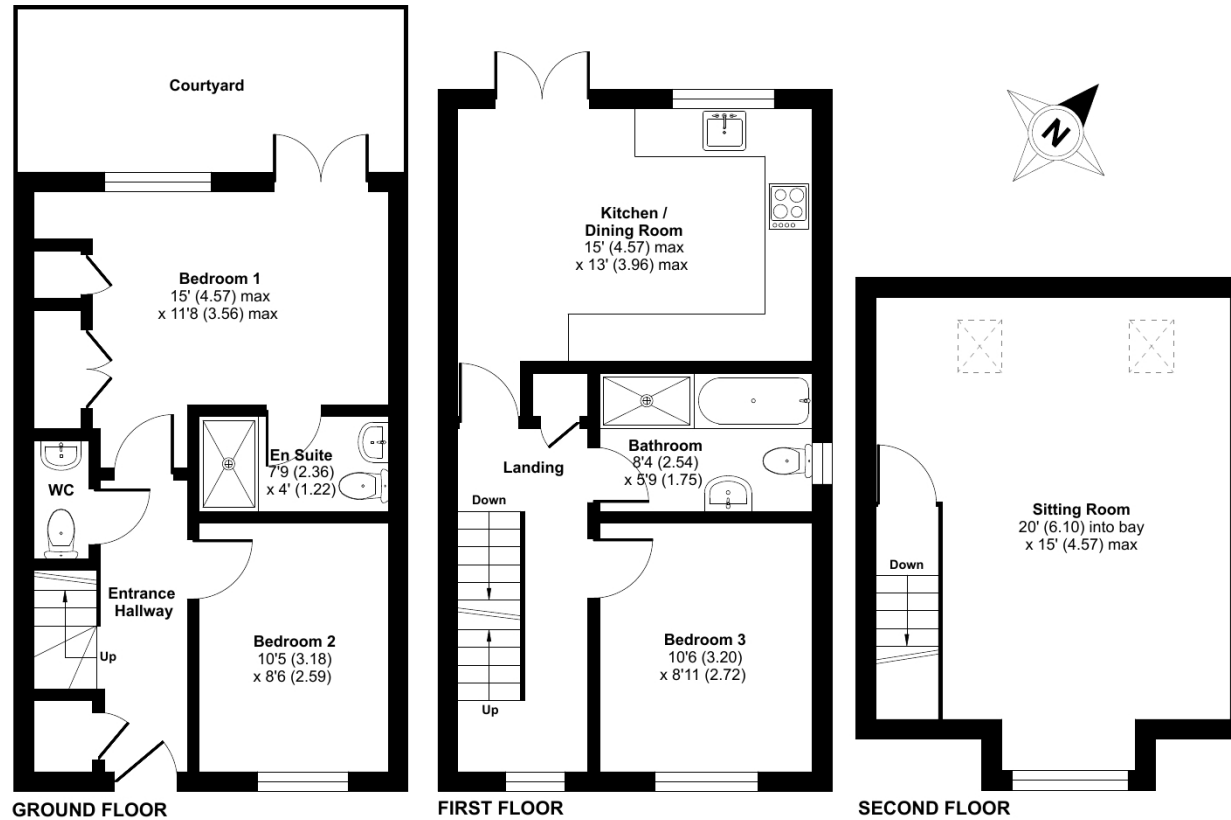 Courtyard
Bedroom 1
15' (4.57) max
x 11'8 (3.56) max
En Suite
7'9 (2.36)
x 4' (1.22)
WC
Entrance
Hallway
Up
Bedroom 2
10'5 (3.18)
x 8'6 (2.59)
GROUND FLOOR
Kitchen /
Dining Room
15' (4.57) max
x 13' (3.96) max
Landing
Bathroom
8'4 (2.54)
x 5'9 (1.75)
Down
Up
Bedroom 3
10'6 (3.20)
x 8'11 (2.72)
FIRST FLOOR
N
Sitting Room
20' (6.10) into bay
x 15' (4.57) max
Down
SECOND FLOOR